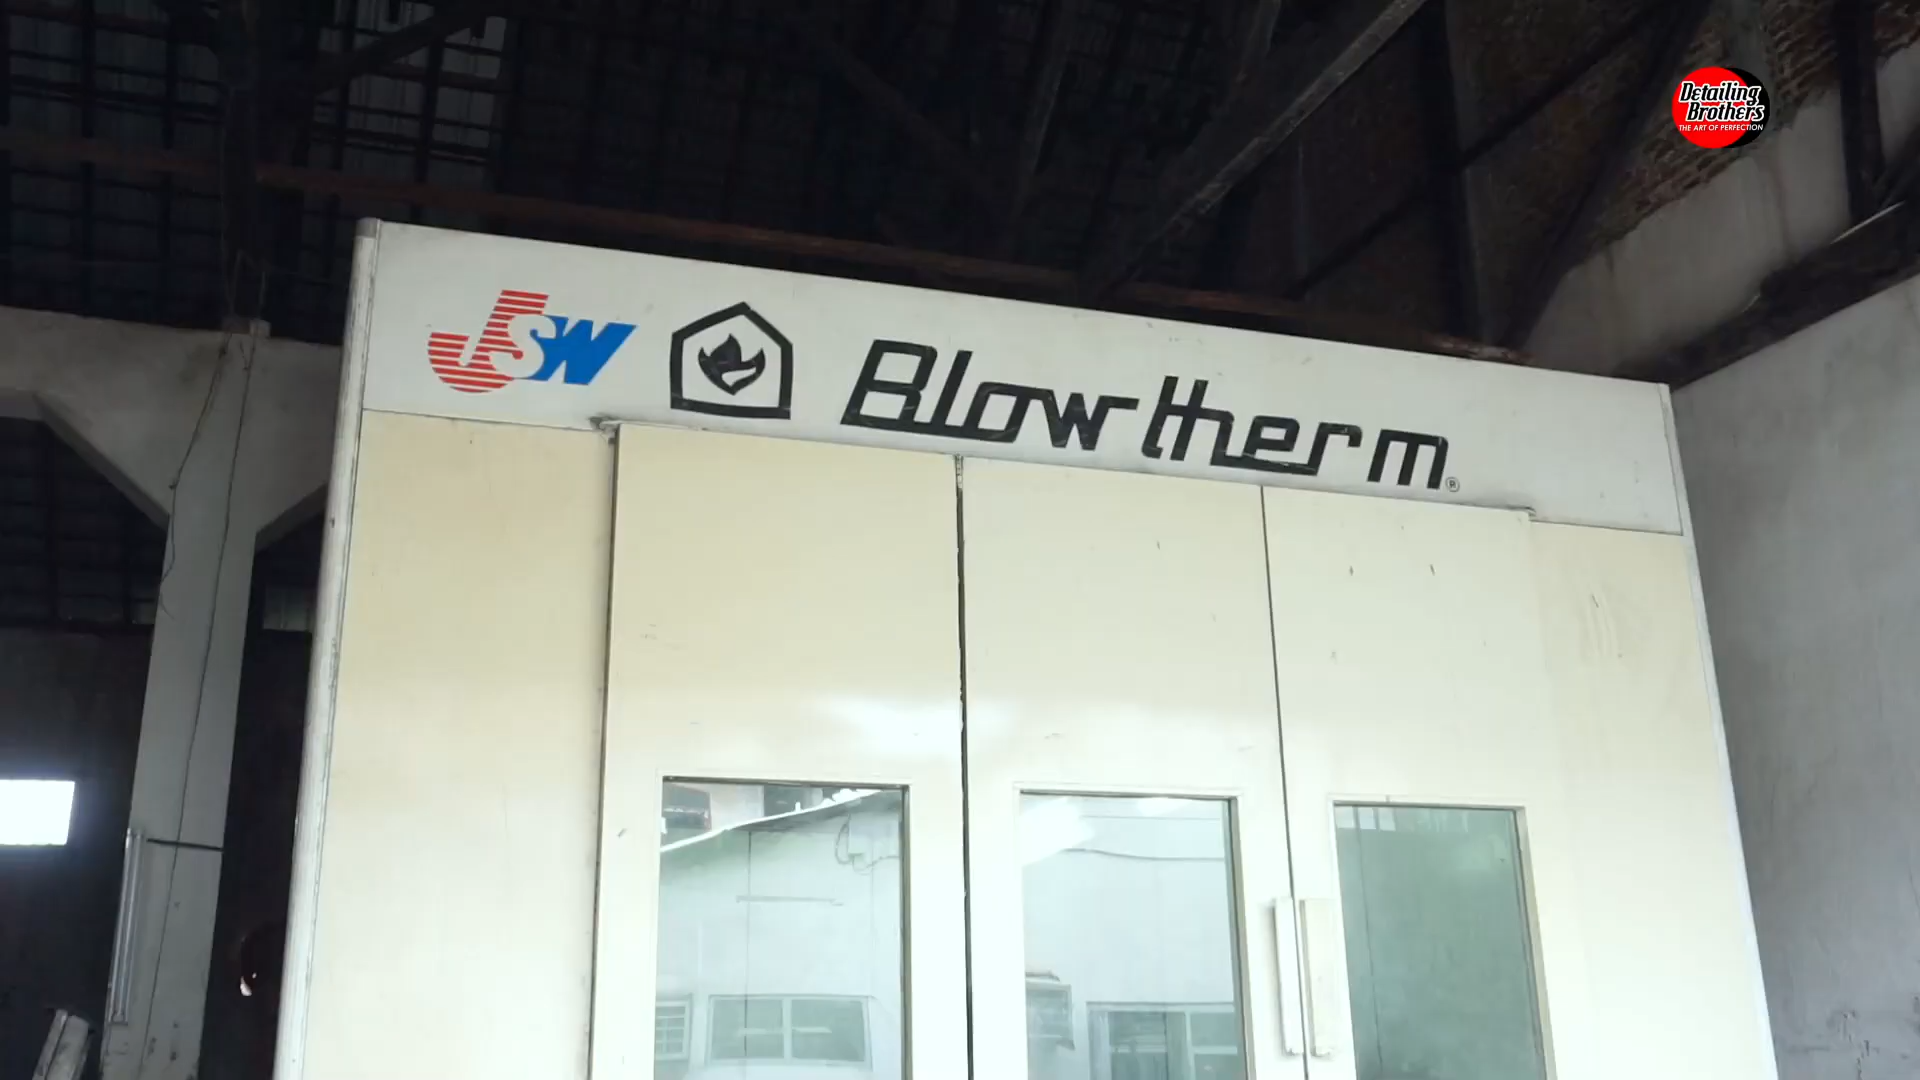 Detailing
Brothers
THE ART OF PERFECTION
JSW
Blowtherm®